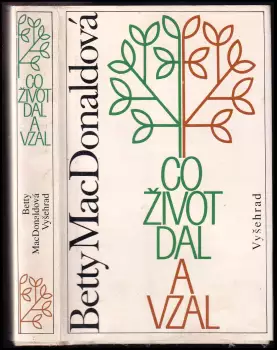 CO
ŽIVOT
DAL
A
VZAL
Betty
MacDonaldová
Vyšehrad
Betty MacDonaldová
CO
ŽIVOT
DAL
A
VZAL
Vyšehrad